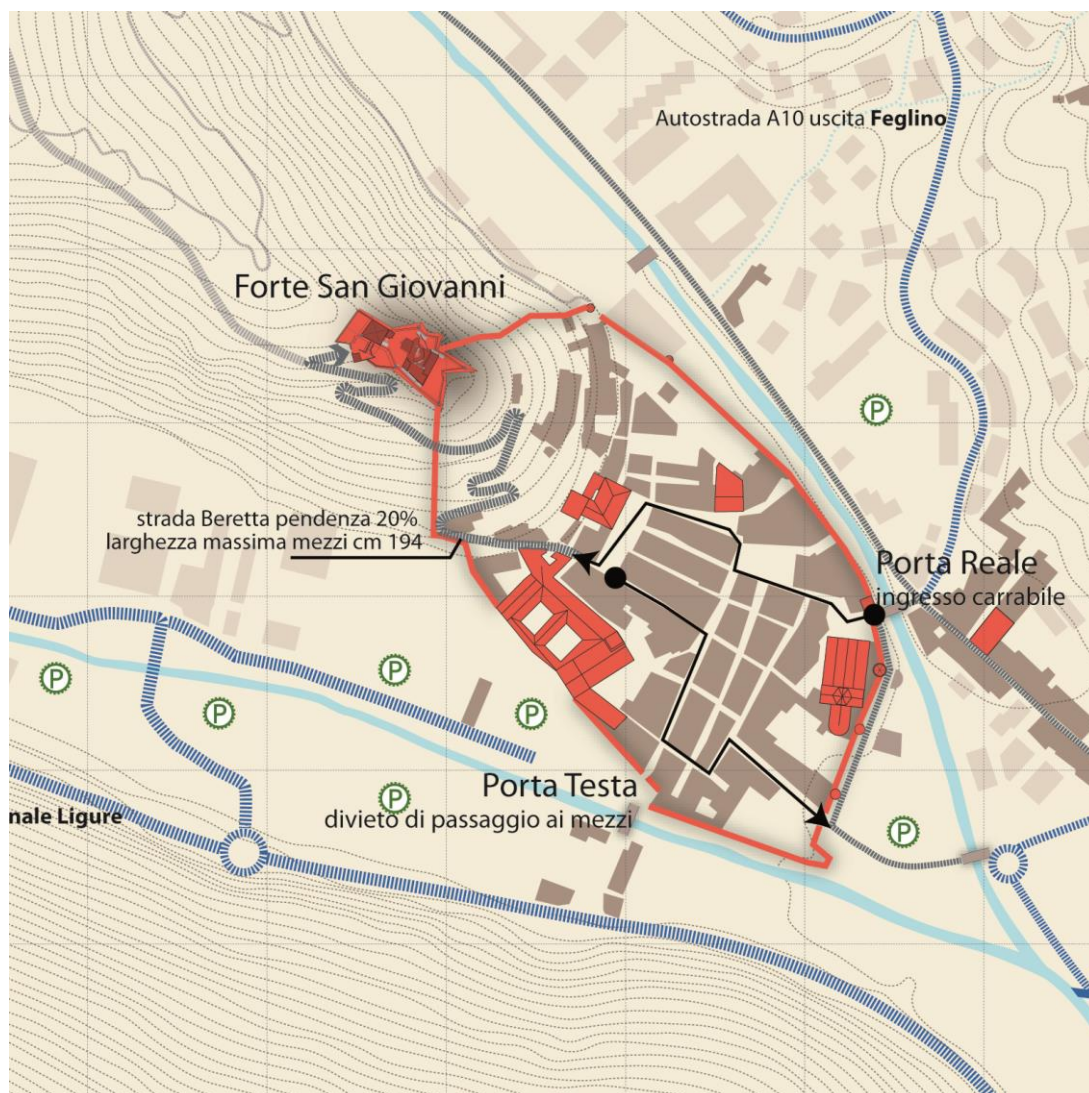 Autostrada A10 uscita Feglino
Forte San Giovanni
P
strada Beretta pendenza 20%
larghezza massima mezzi cm 194
Porta Reale
ingresso carrabile
P
P
P
P
Porta Testa
P
nale Ligure
divieto di passaggio ai mezzi
P